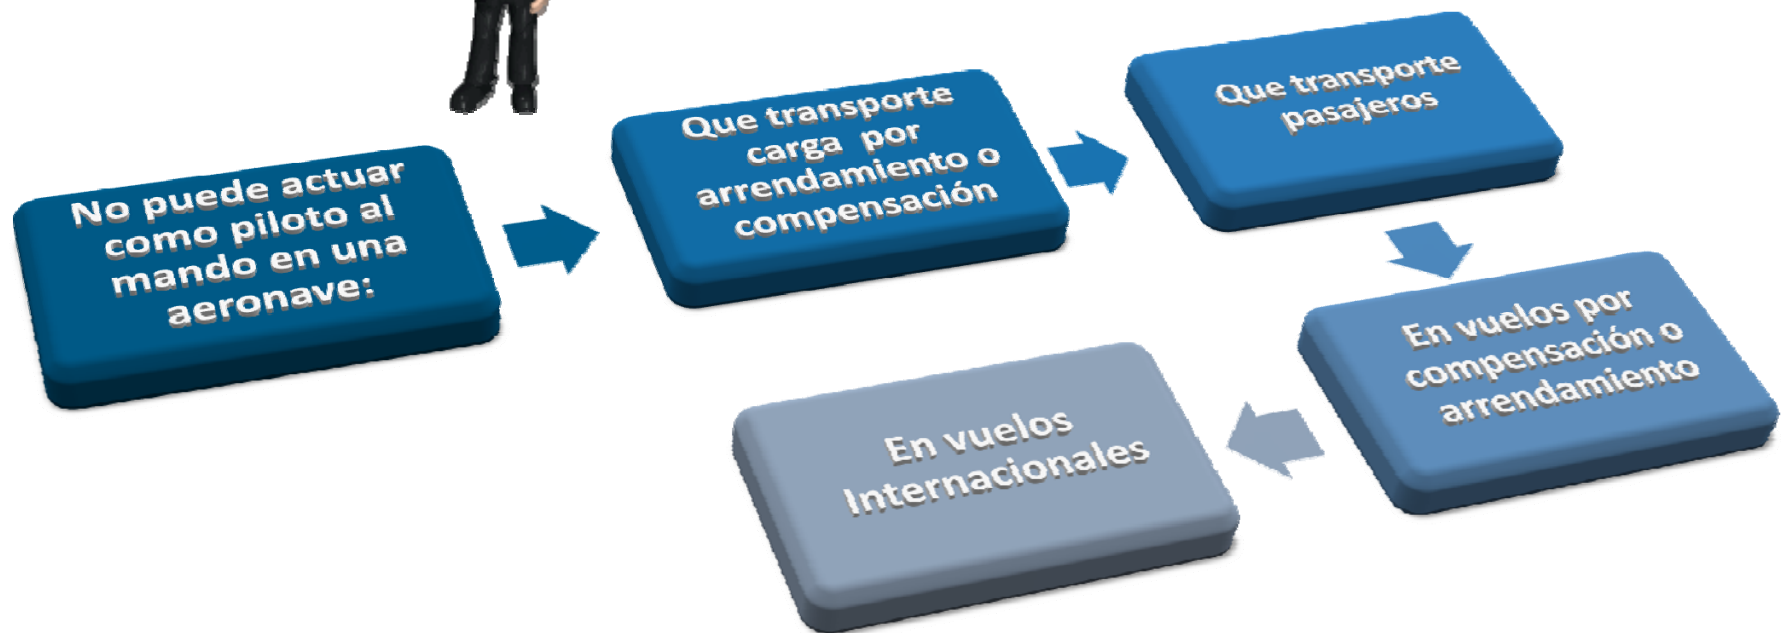 No puede actuar
como piloto al
mando en una
aeronave:
Que transporte
carga por
arrendamiento o
compensación
Que transporte
pasajeros
En vuelos por
compensación o
arrendamiento
En vuelos
Internacionales